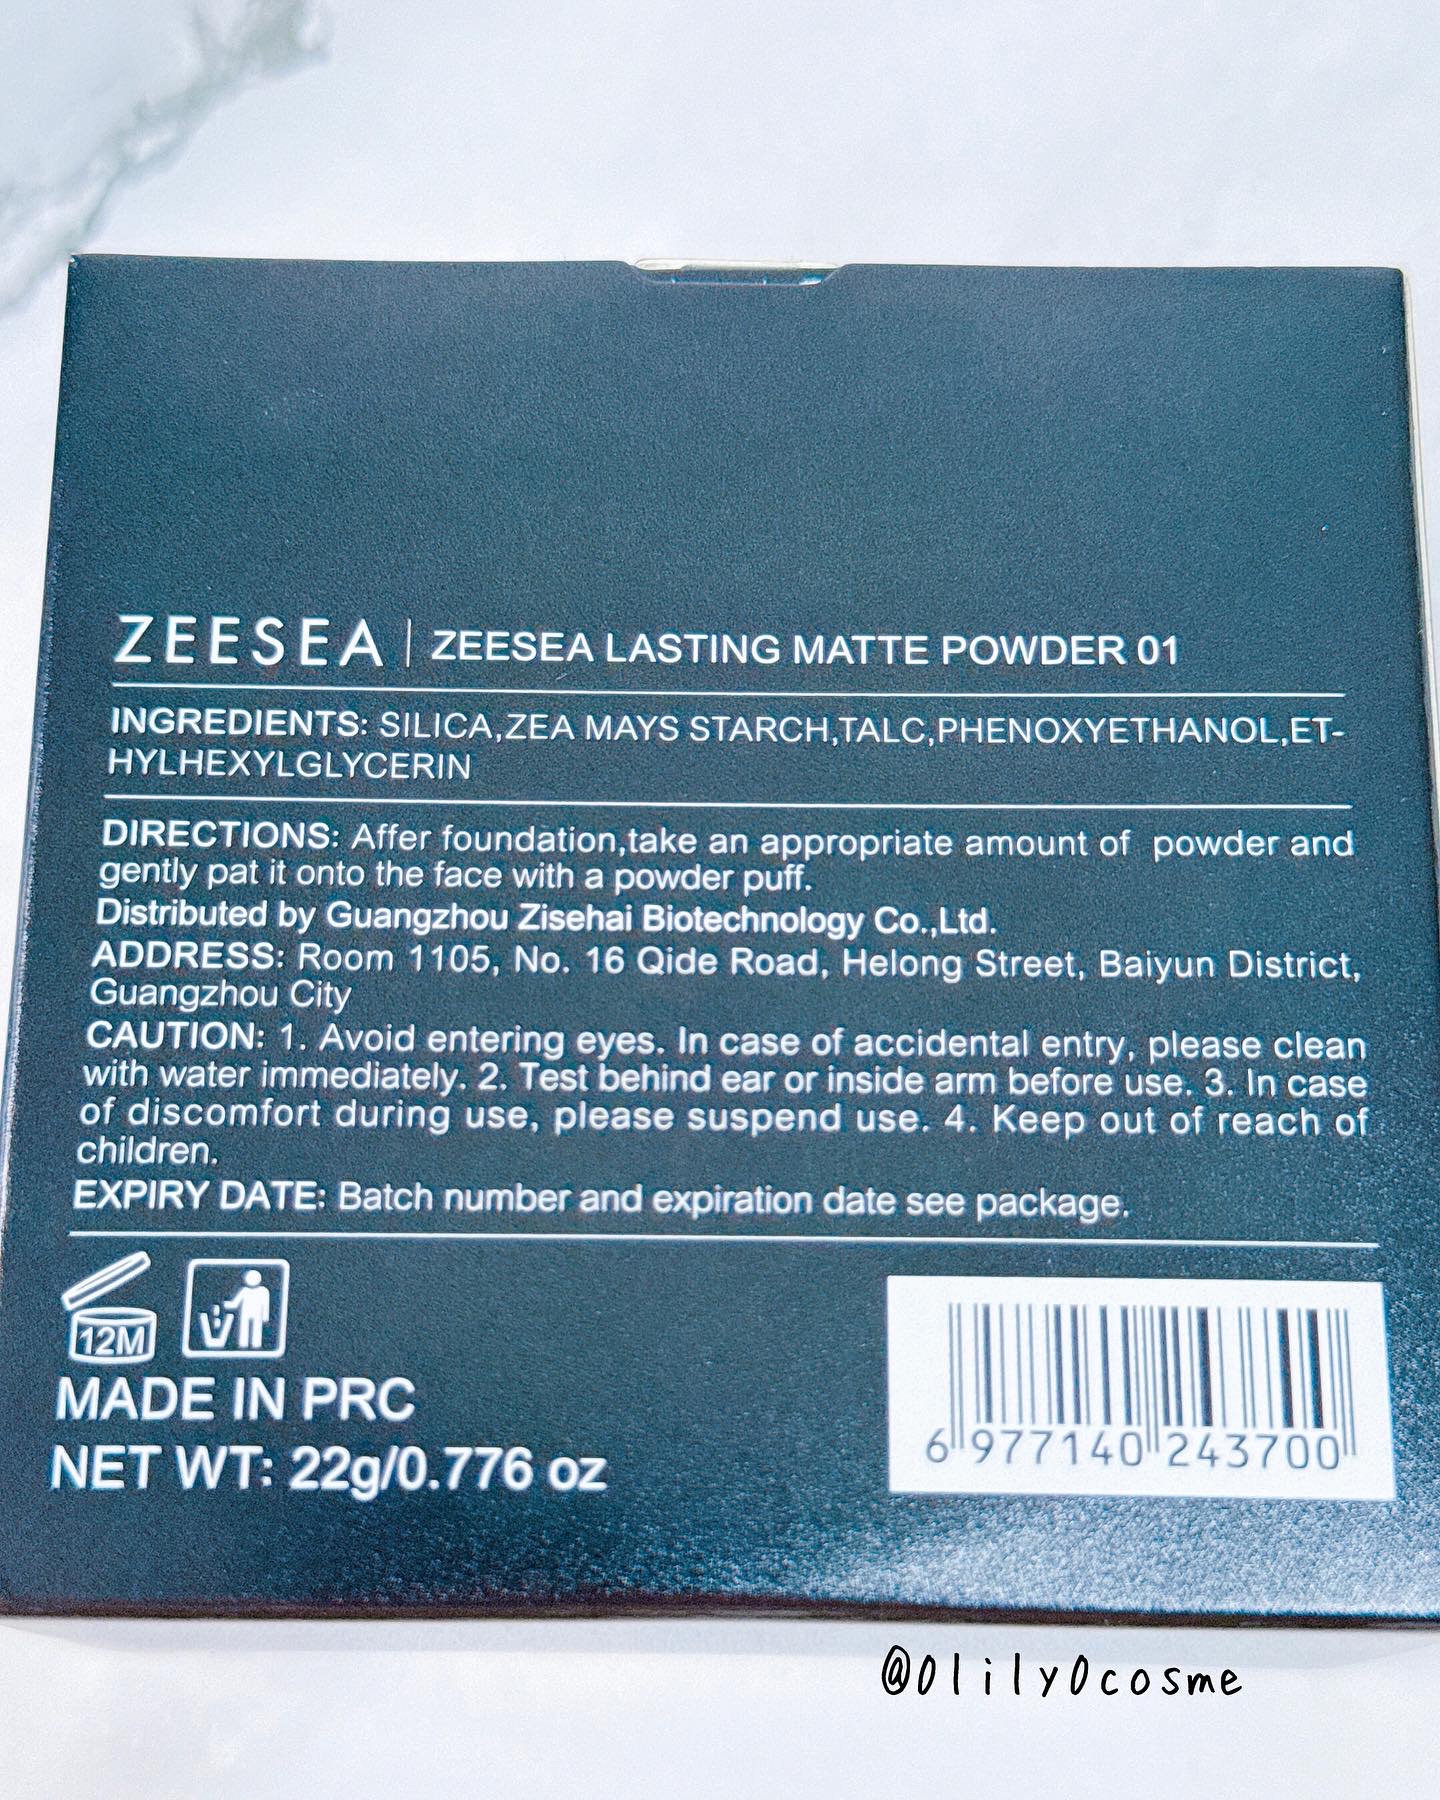 ZEESEA | ZEESEA LASTING MATTE POWDER 01
INGREDIENTS: SILICA,ZEA MAYS STARCH,TALC,PHENOXYETHANOL,ET-
HYLHEXYLGLYCERIN
DIRECTIONS: Affer foundation,take an appropriate amount of powder and
gently pat it onto the face with a powder puff.
Distributed by Guangzhou Zisehai Biotechnology Co.,Ltd.
ADDRESS: Room 1105, No. 16 Qide Road, Helong Street, Baiyun District,
Guangzhou City
CAUTION: 1. Avoid entering eyes. In case of accidental entry, please clean
with water immediately. 2. Test behind ear or inside arm before use. 3. In case
of discomfort during use, please suspend use. 4. Keep out of reach of
children.
EXPIRY DATE: Batch number and expiration date see package.
12M
MADE IN PRC
NET WT: 22g/0.776 oz
6 977140 243700
@0lily0cosme